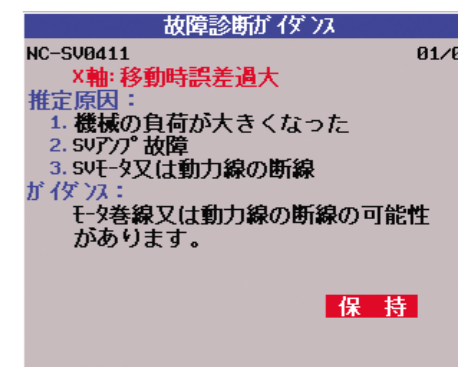 故障診断ｶﾞｲﾀﾞﾝｽ
NC-SV0411 01/0
X軸:移動時誤差過大
推定原因：
1. 機械の負荷が大きくなった
2. SVｱﾝﾌﾟ故障
3. SVﾓｰﾀ又は動力線の断線
ｶﾞｲﾀﾞﾝｽ：
ﾓｰﾀ巻線又は動力線の断線の可能性
があります。
保 持